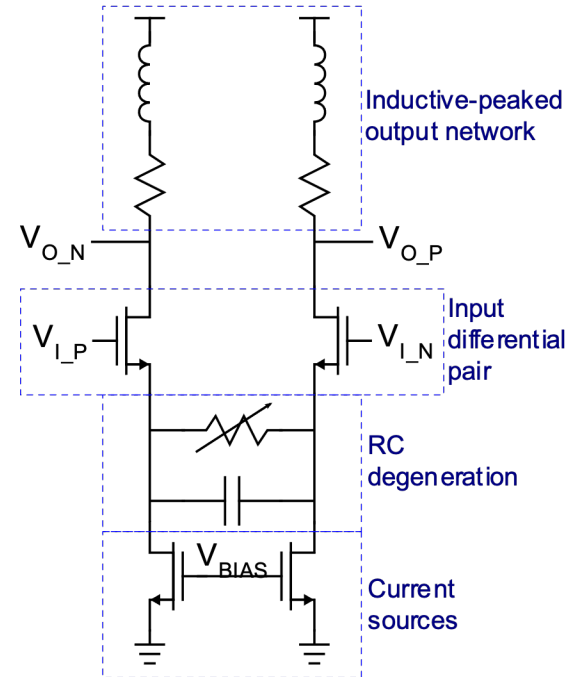 Inductive-peaked
output network
V_O_N
V_O_P
Input
differential
pair
V_I_P
V_I_N
RC
degeneration
V_BIAS
Current
sources